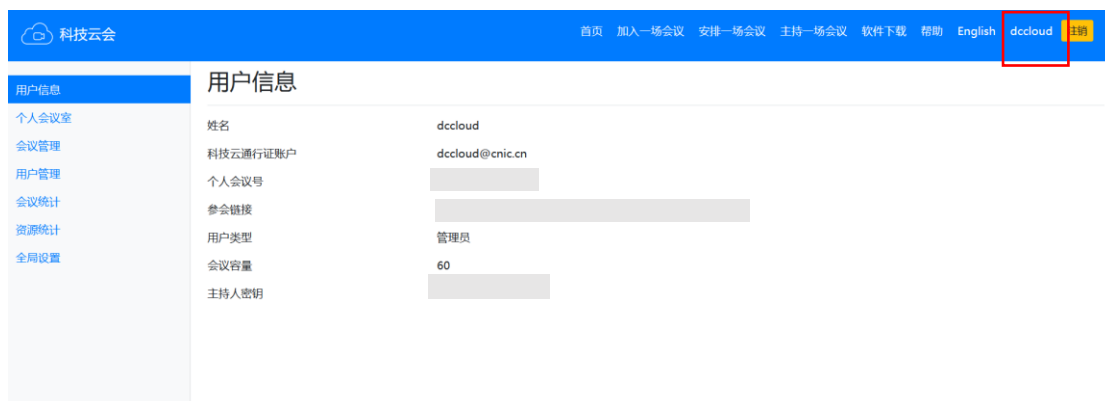 科技云会
首页 加入一场会议 安排一场会议 主持一场会议 软件下载 帮助 English dccloud 注销
用户信息
个人会议室
会议管理
用户管理
会议统计
资源统计
全局设置
用户信息
姓名 dccloud
科技云通行证账户 dccloud@cnic.cn
个人会议号
参会链接
用户类型 管理员
会议容量 60
主持人密钥